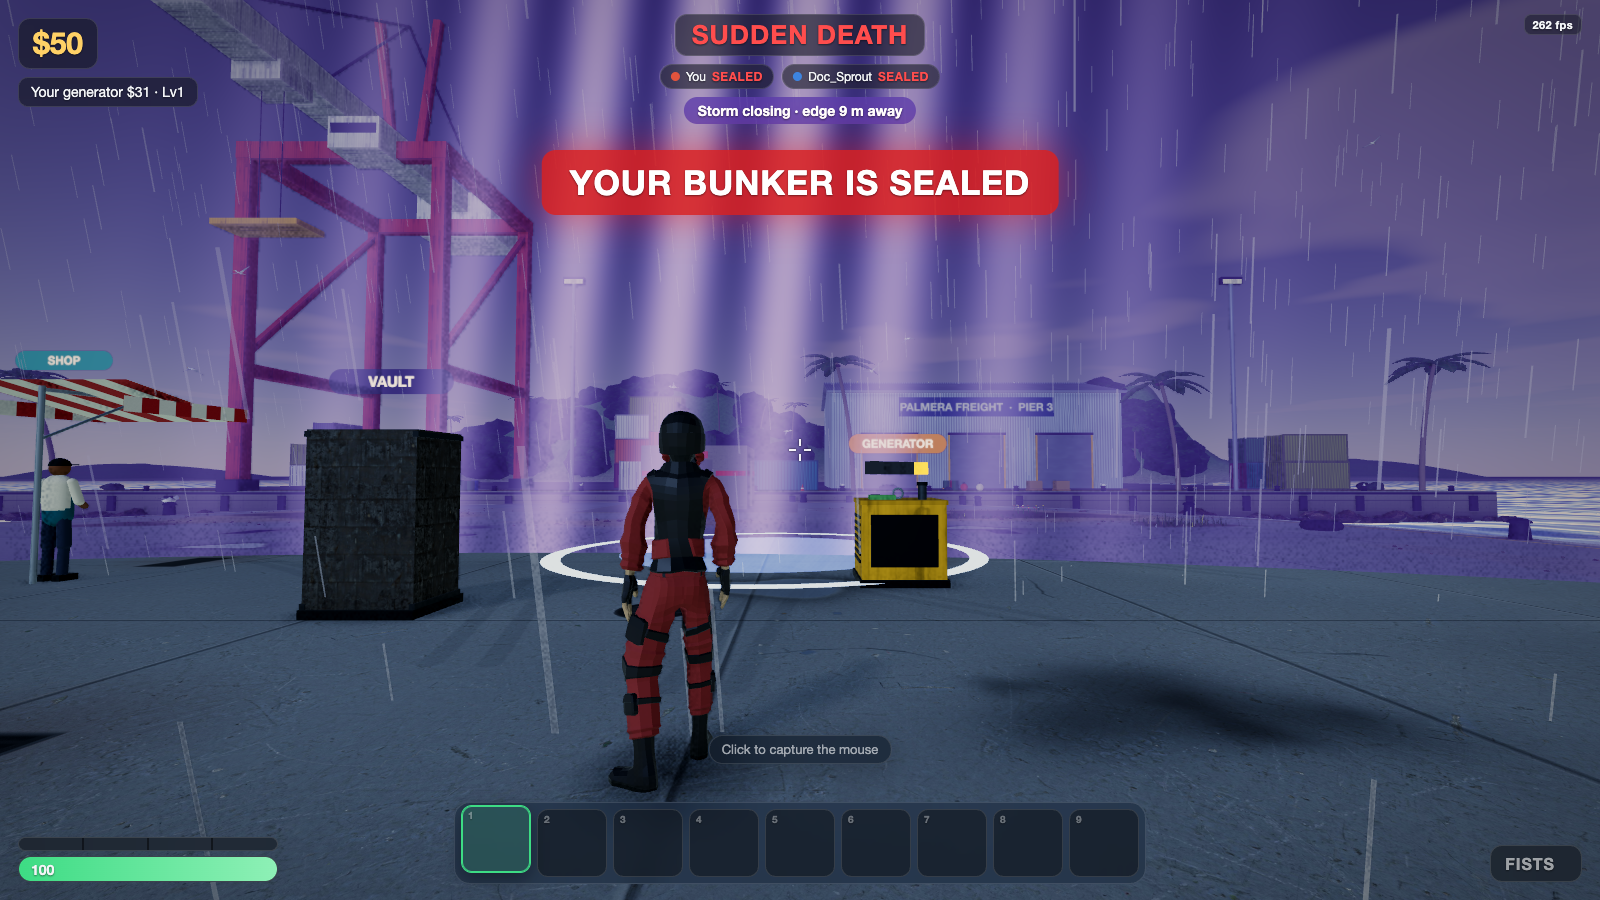 $50
Your generator $31 · Lv1
SUDDEN DEATH
You SEALED
Doc_Sprout SEALED
Storm closing · edge 9 m away
262 fps
YOUR BUNKER IS SEALED
SHOP
VAULT
PALMERA FREIGHT · PIER 3
GENERATOR
Click to capture the mouse
1 2 3 4 5 6 7 8 9
100
FISTS